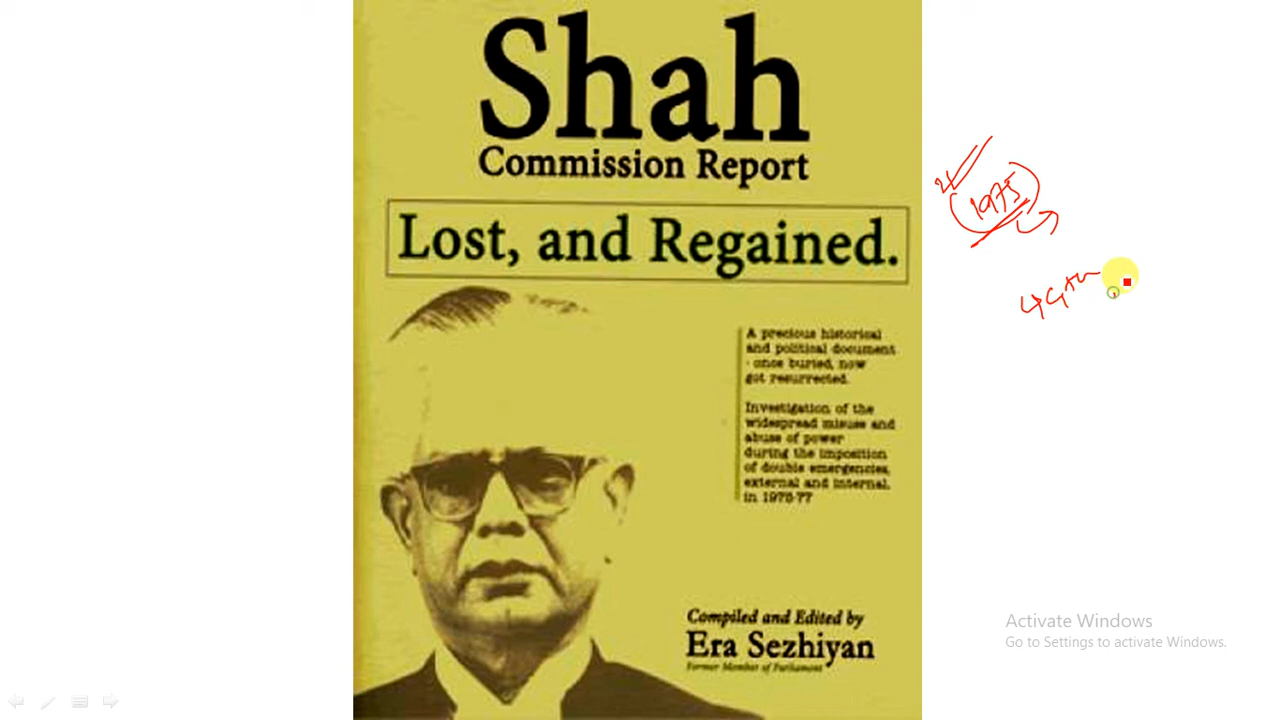 Shah
Commission Report
Lost, and Regained.
A precious historical
and political document
- once buried, now
got resurrected.
Investigation of the
widespread misuse and
abuse of power
during the imposition
of double emergencies,
external and internal,
in 1975-77
Compiled and Edited by
Era Sezhiyan
Former Member of Parliament
(1975)
44th
Activate Windows
Go to Settings to activate Windows.